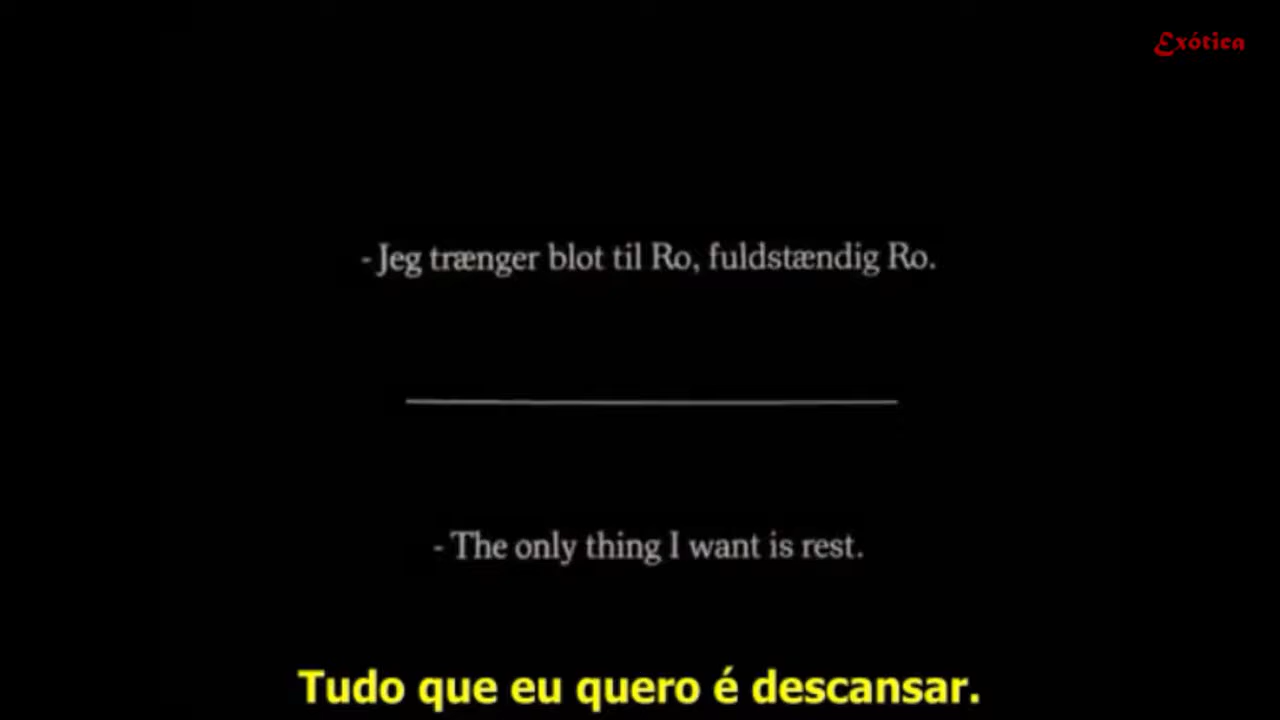 Exótica
- Jeg trænger blot til Ro, fuldstændig Ro.
- The only thing I want is rest.
Tudo que eu quero é descansar.